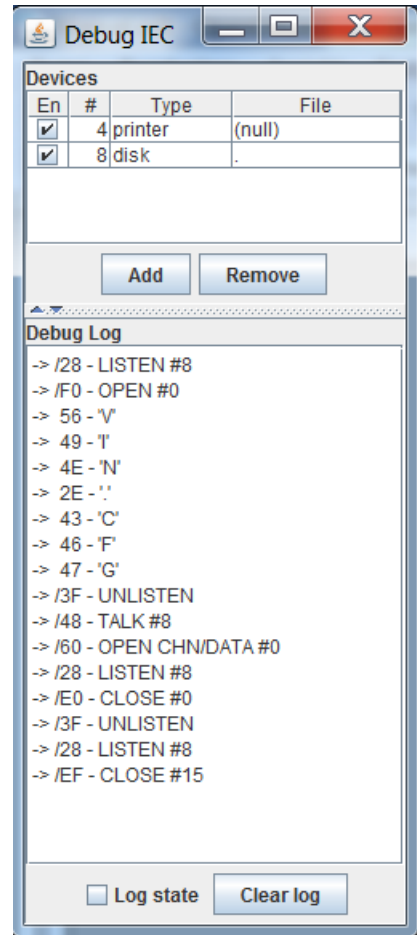 Debug IEC
Devices
En # Type File
4 printer (null)
8 disk .
Add Remove
Debug Log
-> /28 - LISTEN #8
-> /F0 - OPEN #0
-> 56 - 'V'
-> 49 - 'I'
-> 4E - 'N'
-> 2E - '.'
-> 43 - 'C'
-> 46 - 'F'
-> 47 - 'G'
-> /3F - UNLISTEN
-> /48 - TALK #8
-> /60 - OPEN CHN/DATA #0
-> /28 - LISTEN #8
-> /E0 - CLOSE #0
-> /3F - UNLISTEN
-> /28 - LISTEN #8
-> /EF - CLOSE #15
Log state Clear log